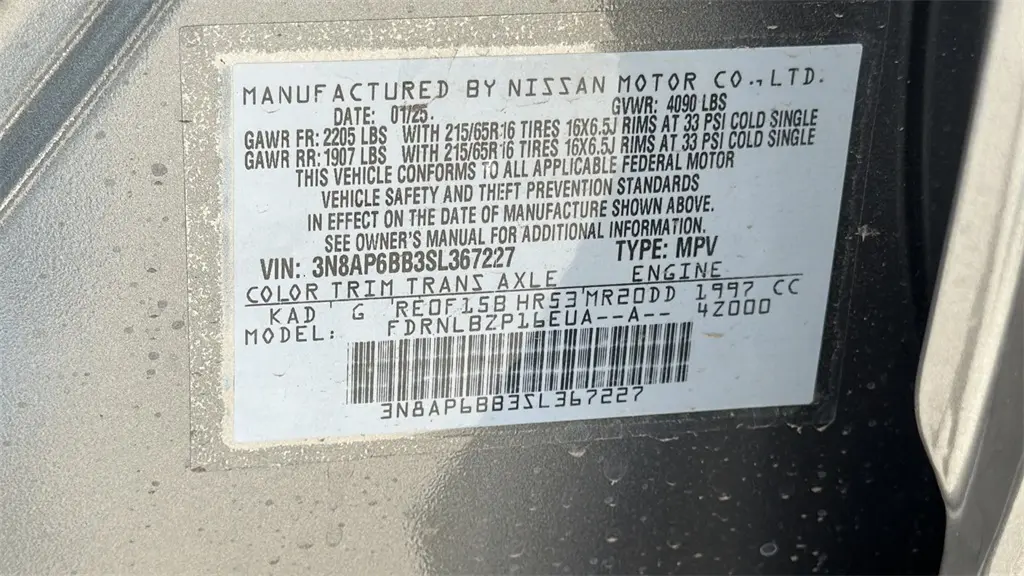 MANUFACTURED BY NISSAN MOTOR CO.,LTD.
DATE: 01/25. GVWR: 4090 LBS
GAWR FR: 2205 LBS WITH 215/65R16 TIRES 16X6.5J RIMS AT 33 PSI COLD SINGLE
GAWR RR: 1907 LBS WITH 215/65R16 TIRES 16X6.5J RIMS AT 33 PSI COLD SINGLE
THIS VEHICLE CONFORMS TO ALL APPLICABLE FEDERAL MOTOR
VEHICLE SAFETY AND THEFT PREVENTION STANDARDS
IN EFFECT ON THE DATE OF MANUFACTURE SHOWN ABOVE.
SEE OWNER'S MANUAL FOR ADDITIONAL INFORMATION.
VIN: 3N8AP6BB3SL367227 TYPE: MPV
COLOR TRIM TRANS AXLE ENGINE
KAD G RE0F15B HR53 MR20DD 1997 CC
MODEL: FDRNLBZP16EUA--A-- 4Z000
3N8AP6BB3SL367227